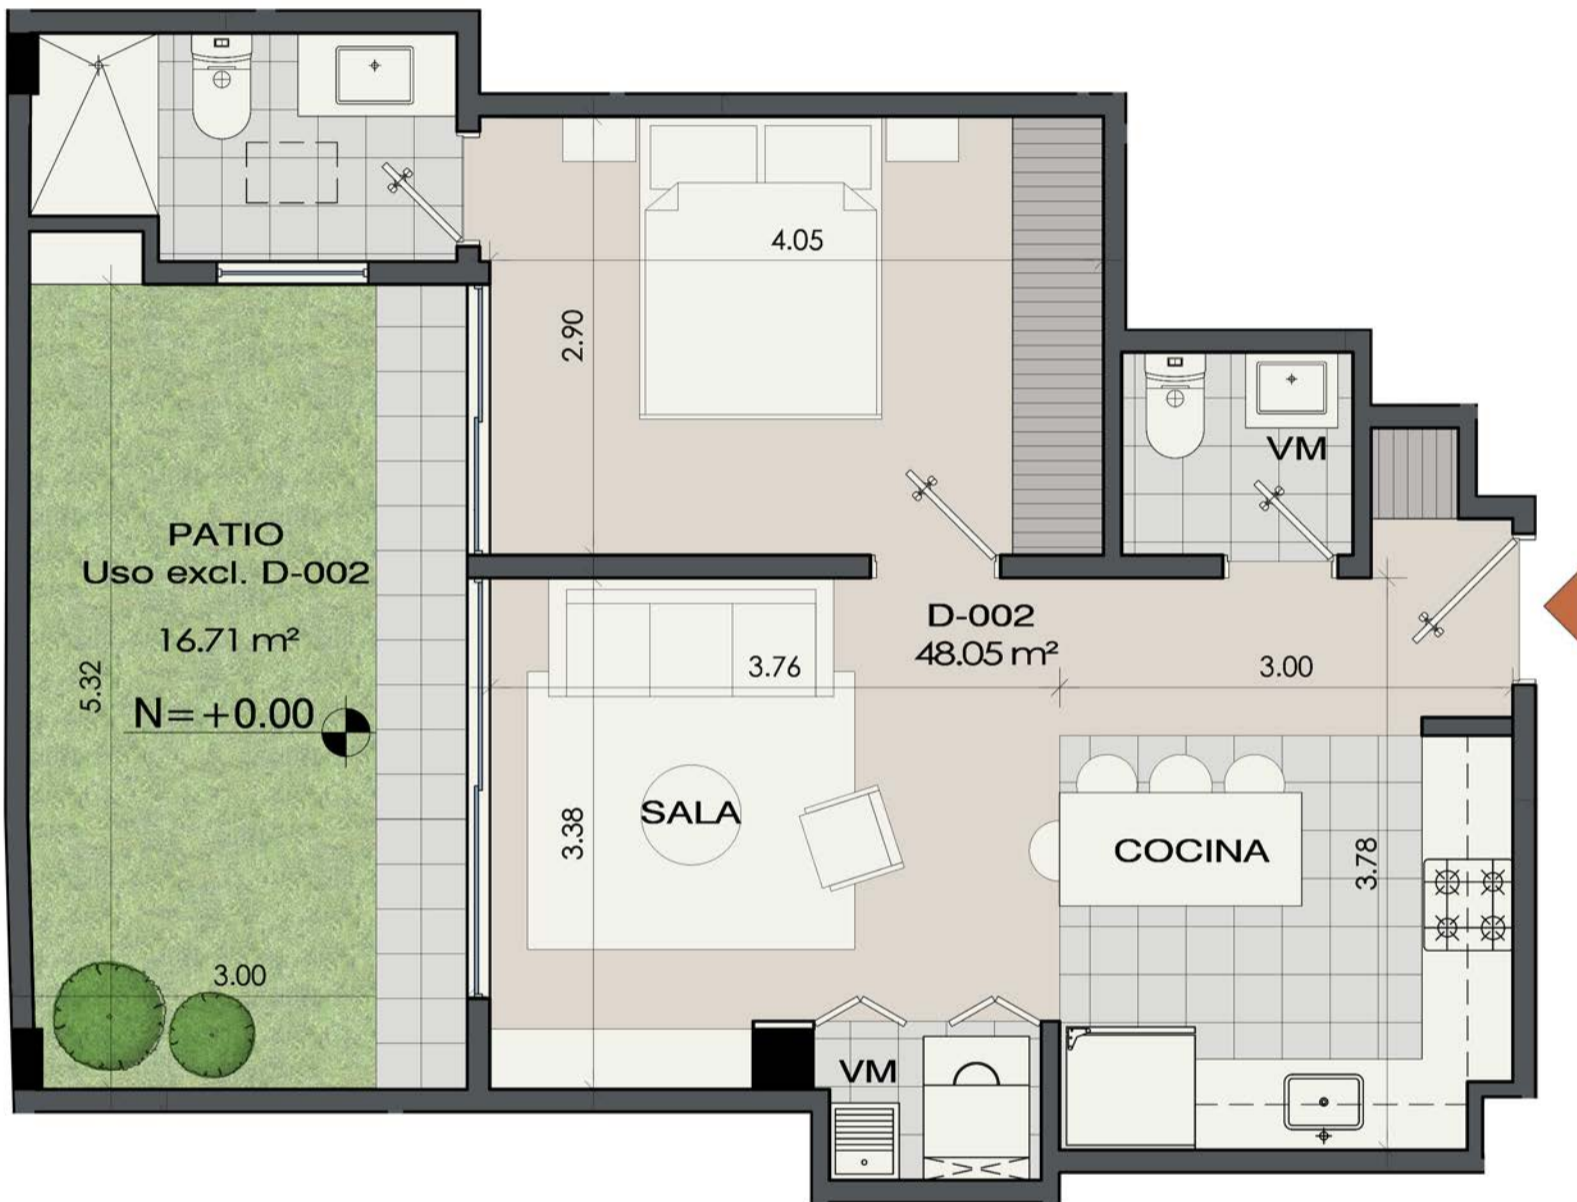 4.05
2.90
VM
PATIO
Uso excl. D-002
16.71 m²
5.32
N=+0.00
D-002
48.05 m²
3.76
3.00
SALA
3.38
COCINA
3.78
3.00
VM